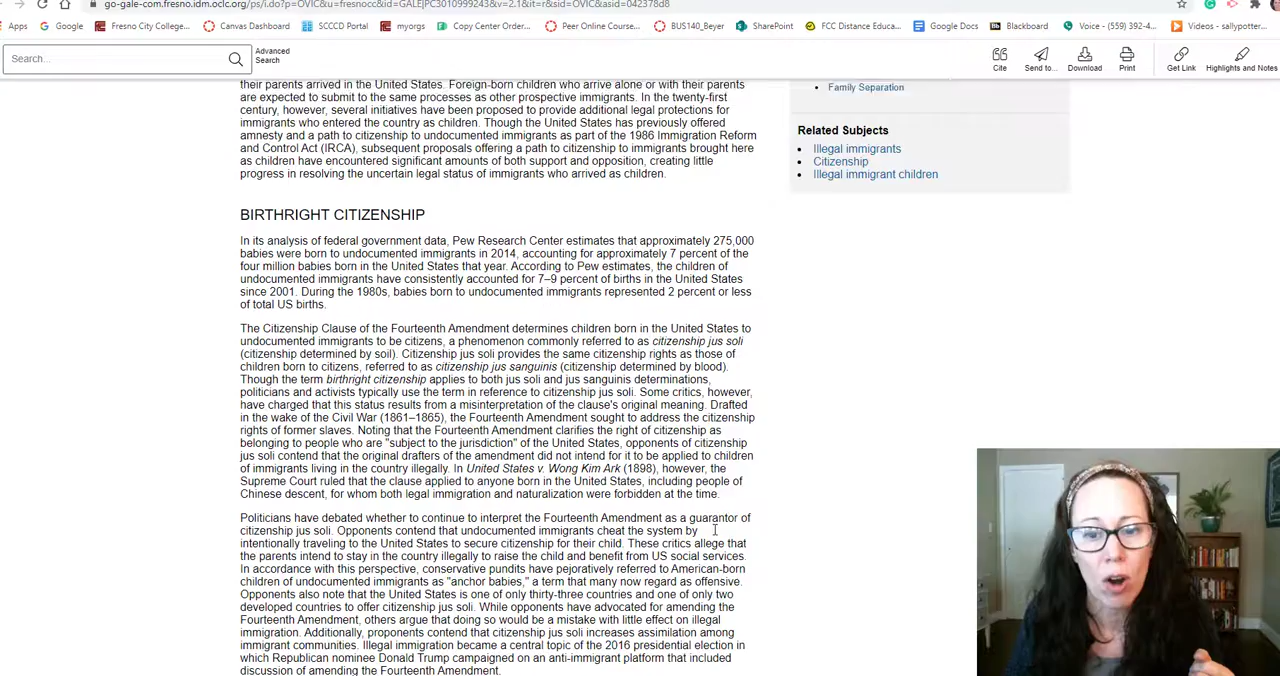 go-gale-com.fresno.idm.oclc.org/ps/i.do?p=OVIC&u=fresnocc&id=GALE|PC3010999243&v=2.1&it=r&sid=OVIC&asid=042378d8
Apps Google Fresno City College... Canvas Dashboard SCCCD Portal myorgs Copy Center Order... Peer Online Course... BUS140_Beyer SharePoint FCC Distance Educa... Google Docs Blackboard Voice - (559) 392-4... Videos - sallypotter...
Search...
Advanced
Search
Cite Send to... Download Print Get Link Highlights and Notes
their parents arrived in the United States. Foreign-born children who arrive alone or with their parents
are expected to submit to the same processes as other prospective immigrants. In the twenty-first
century, however, several initiatives have been proposed to provide additional legal protections for
immigrants who entered the country as children. Though the United States has previously offered
amnesty and a path to citizenship to undocumented immigrants as part of the 1986 Immigration Reform
and Control Act (IRCA), subsequent proposals offering a path to citizenship to immigrants brought here
as children have encountered significant amounts of both support and opposition, creating little
progress in resolving the uncertain legal status of immigrants who arrived as children.
BIRTHRIGHT CITIZENSHIP
In its analysis of federal government data, Pew Research Center estimates that approximately 275,000
babies were born to undocumented immigrants in 2014, accounting for approximately 7 percent of the
four million babies born in the United States that year. According to Pew estimates, the children of
undocumented immigrants have consistently accounted for 7–9 percent of births in the United States
since 2001. During the 1980s, babies born to undocumented immigrants represented 2 percent or less
of total US births.
The Citizenship Clause of the Fourteenth Amendment determines children born in the United States to
undocumented immigrants to be citizens, a phenomenon commonly referred to as citizenship jus soli
(citizenship determined by soil). Citizenship jus soli provides the same citizenship rights as those of
children born to citizens, referred to as citizenship jus sanguinis (citizenship determined by blood).
Though the term birthright citizenship applies to both jus soli and jus sanguinis determinations,
politicians and activists typically use the term in reference to citizenship jus soli. Some critics, however,
have charged that this status results from a misinterpretation of the clause's original meaning. Drafted
in the wake of the Civil War (1861–1865), the Fourteenth Amendment sought to address the citizenship
rights of former slaves. Noting that the Fourteenth Amendment clarifies the right of citizenship as
belonging to people who are "subject to the jurisdiction" of the United States, opponents of citizenship
jus soli contend that the original drafters of the amendment did not intend for it to be applied to children
of immigrants living in the country illegally. In United States v. Wong Kim Ark (1898), however, the
Supreme Court ruled that the clause applied to anyone born in the United States, including people of
Chinese descent, for whom both legal immigration and naturalization were forbidden at the time.
Politicians have debated whether to continue to interpret the Fourteenth Amendment as a guarantor of
citizenship jus soli. Opponents contend that undocumented immigrants cheat the system by
intentionally traveling to the United States to secure citizenship for their child. These critics allege that
the parents intend to stay in the country illegally to raise the child and benefit from US social services.
In accordance with this perspective, conservative pundits have pejoratively referred to American-born
children of undocumented immigrants as "anchor babies," a term that many now regard as offensive.
Opponents also note that the United States is one of only thirty-three countries and one of only two
developed countries to offer citizenship jus soli. While opponents have advocated for amending the
Fourteenth Amendment, others argue that doing so would be a mistake with little effect on illegal
immigration. Additionally, proponents contend that citizenship jus soli increases assimilation among
immigrant communities. Illegal immigration became a central topic of the 2016 presidential election in
which Republican nominee Donald Trump campaigned on an anti-immigrant platform that included
discussion of amending the Fourteenth Amendment.
Family Separation
Related Subjects
Illegal immigrants
Citizenship
Illegal immigrant children